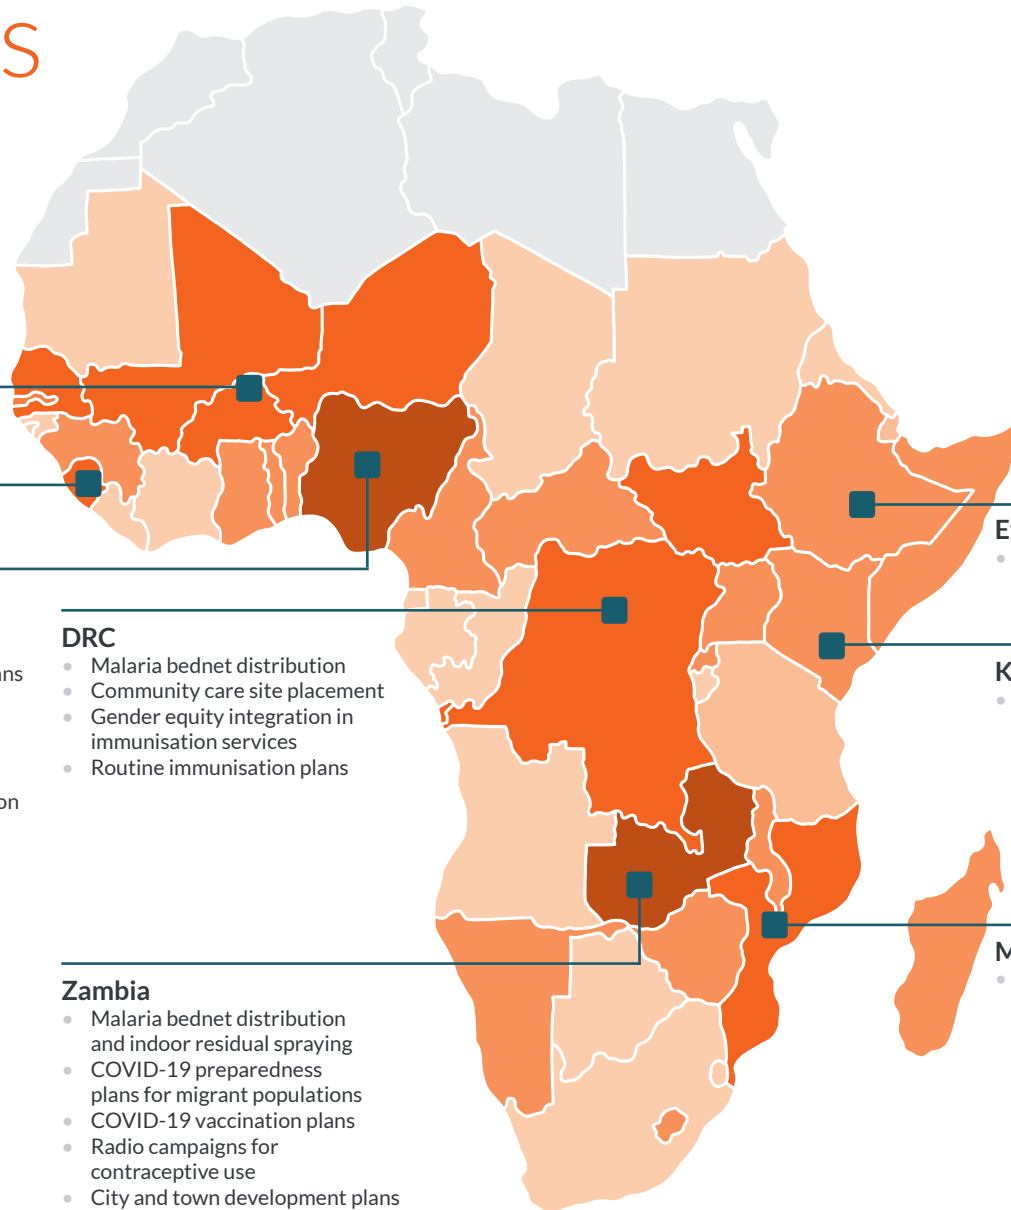 S
DRC
• Malaria bednet distribution
• Community care site placement
• Gender equity integration in
immunisation services
• Routine immunisation plans
ns
on
Zambia
• Malaria bednet distribution
and indoor residual spraying
• COVID-19 preparedness
plans for migrant populations
• COVID-19 vaccination plans
• Radio campaigns for
contraceptive use
• City and town development plans
E
K
M